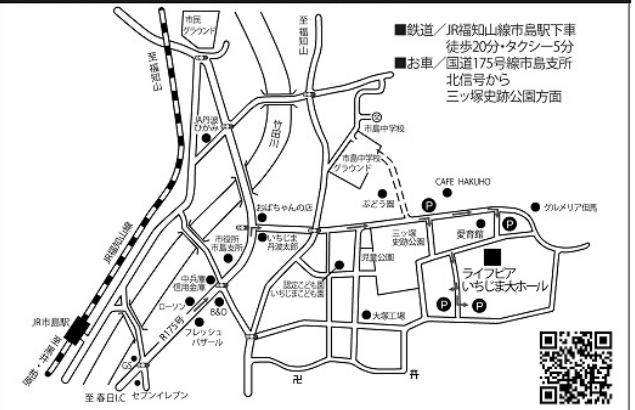 ■鉄道／JR福知山線市島駅下車
徒歩20分・タクシー5分
■お車／国道175号線市島支所
北信号から
三ッ塚史跡公園方面
市民
グラウンド
至 福知山
至 福知山
JA丹波
ひかみ
竹田川
市島中学校
市島中学校
グラウンド
CAFE HAKUHO
ぶどう園
グルメリア但馬
おばちゃんの店
市役所
市島支所
いちじま
丹波太郎
三ッ塚
史跡公園
愛育館
児童公園
JR福知山線
中兵庫
信用金庫
認定こども園
いちじまこども園
ライフピア
いちじま大ホール
ローソン
B&O
R175号
フレッシュ
バザール
大塚工場
JR市島駅
GS
至 春日I.C
セブンイレブン
P
P
P
P